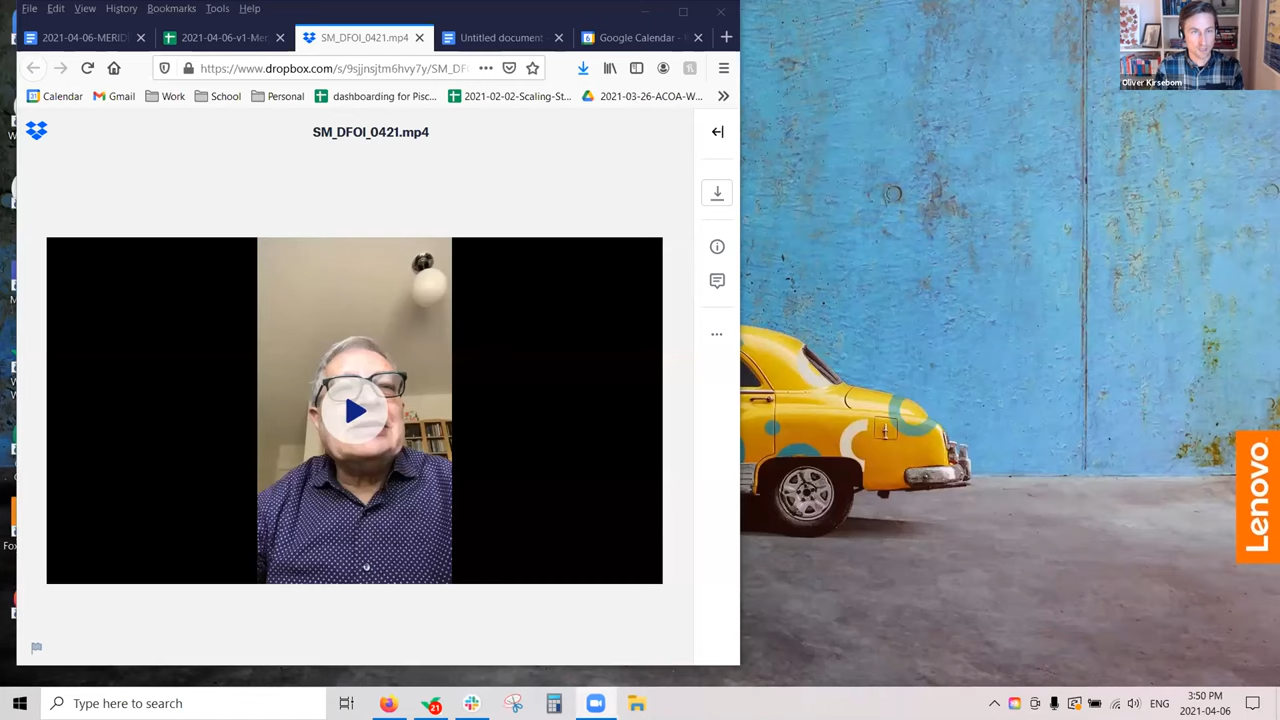 File Edit View History Bookmarks Tools Help
2021-04-06-MERID
2021-04-06-v1-Mer
SM_DFOI_0421.mp4
Untitled document
Google Calendar -
https://www.dropbox.com/s/9sjjnsjtm6hvy7y/SM_DF
Calendar Gmail Work School Personal dashboarding for Pisc... 2021-02-02-Scaling-St... 2021-03-26-ACOA-W...
SM_DFOI_0421.mp4
Oliver Kirsebom
Lenovo
Type here to search
21
ENG
3:50 PM
2021-04-06